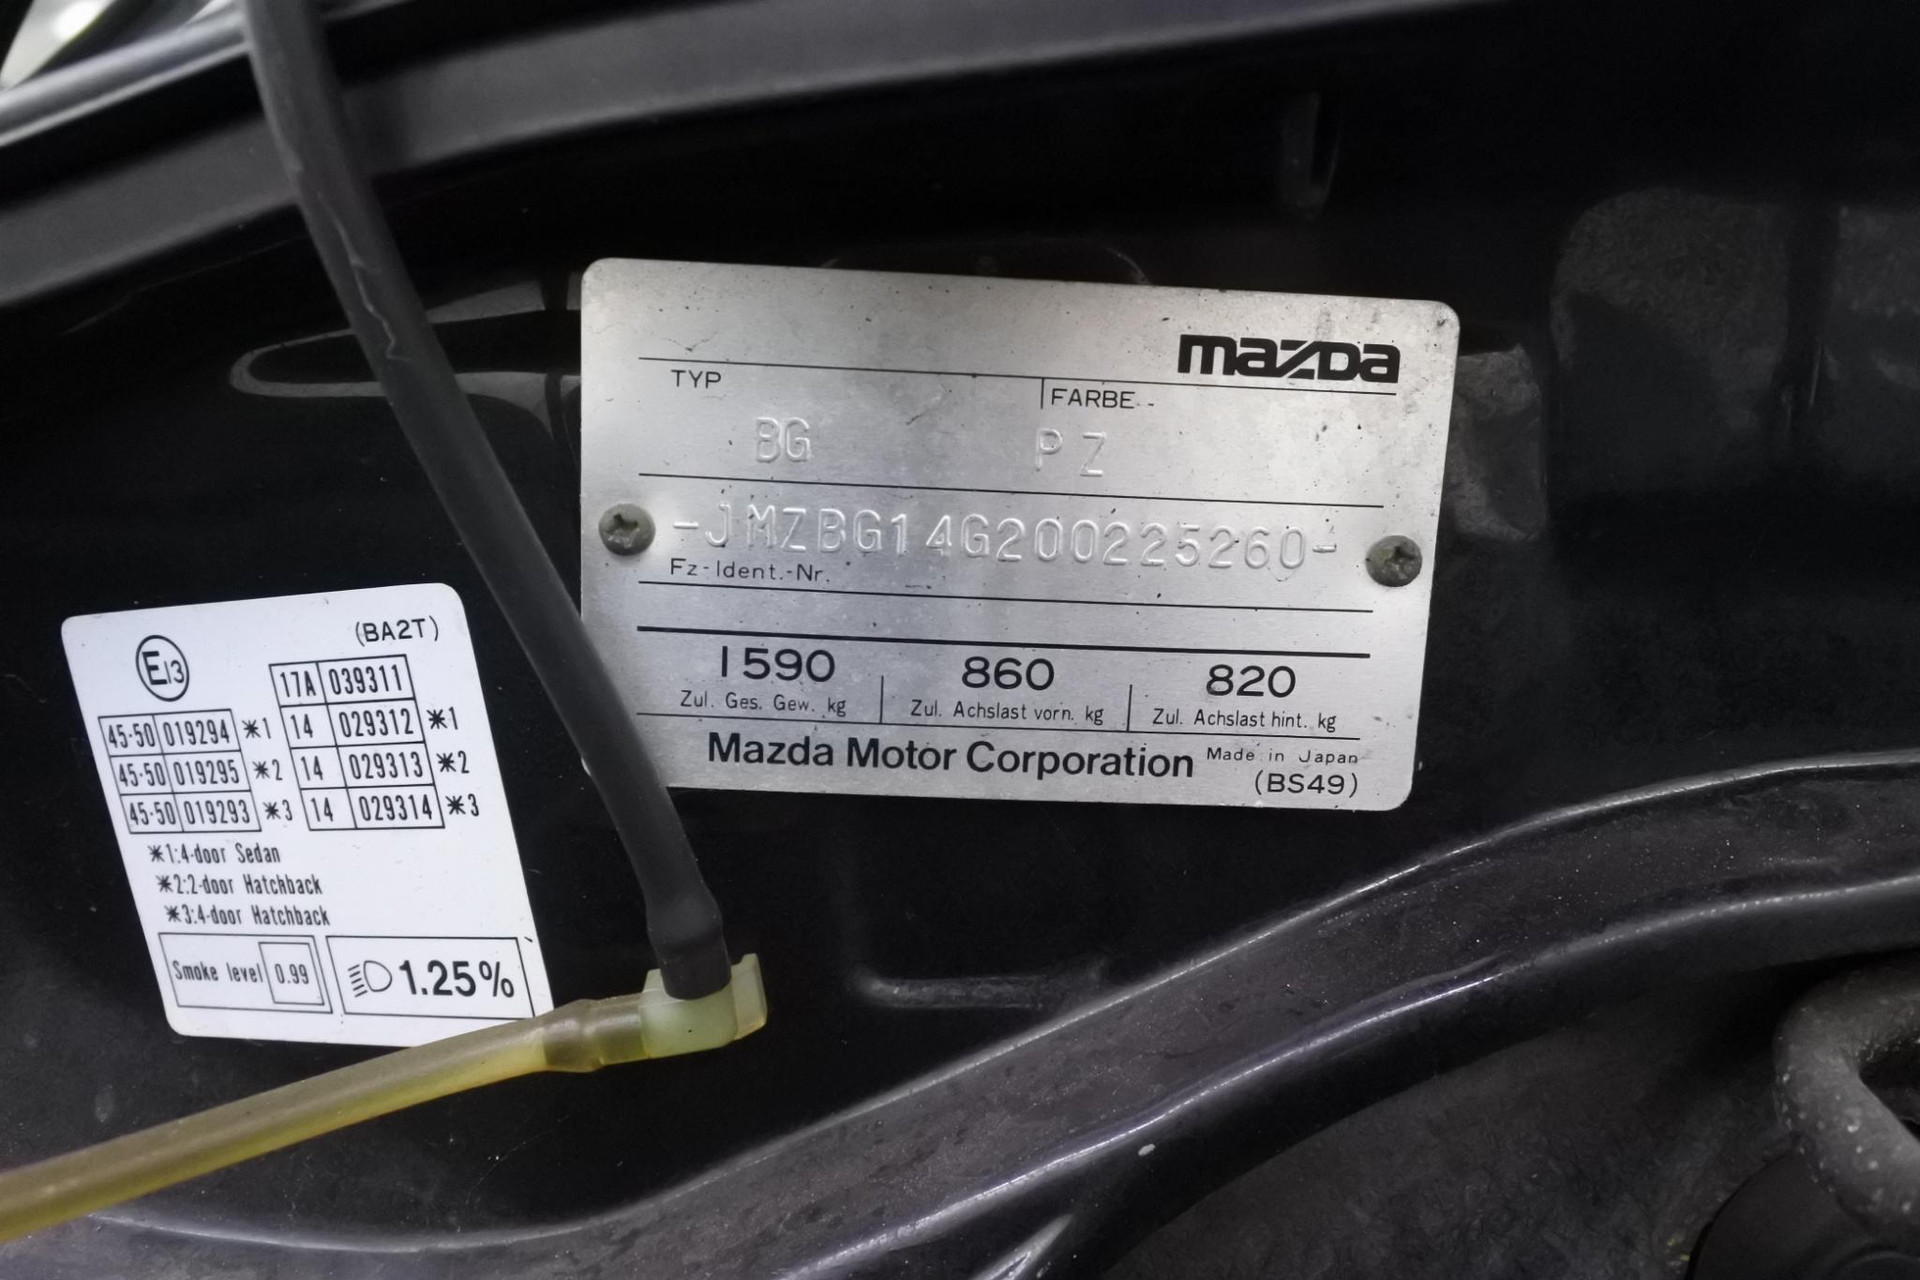 mazda
TYP FARBE
BG PZ
-JMZBG14G200225260-
Fz-Ident.-Nr.
1590 860 820
Zul. Ges. Gew. kg Zul. Achslast vorn. kg Zul. Achslast hint. kg
Mazda Motor Corporation Made in Japan
(BS49)
(BA2T)
E13
17A 039311
45·50 019294 *1 14 029312 *1
45·50 019295 *2 14 029313 *2
45·50 019293 *3 14 029314 *3
*1:4-door Sedan
*2:2-door Hatchback
*3:4-door Hatchback
Smoke level 0.99 1.25%